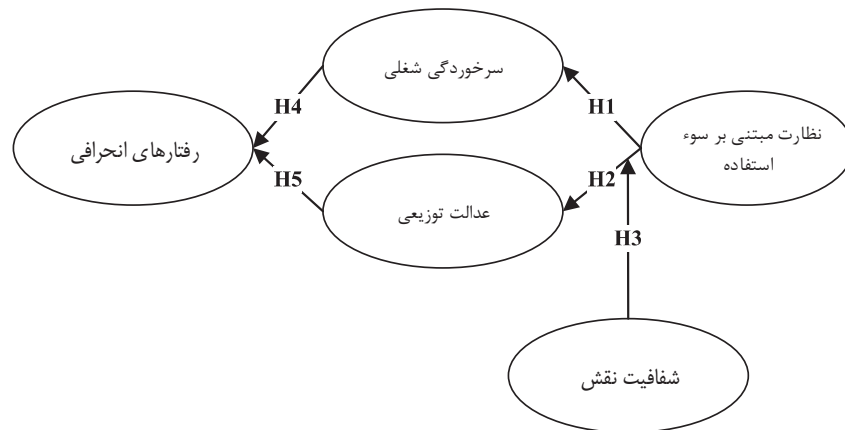 سرخوردگی شغلی
H4
H1
نظارت مبتنی بر سوء
استفاده
رفتارهای انحرافی
H5
H2
عدالت توزیعی
H3
شفافیت نقش